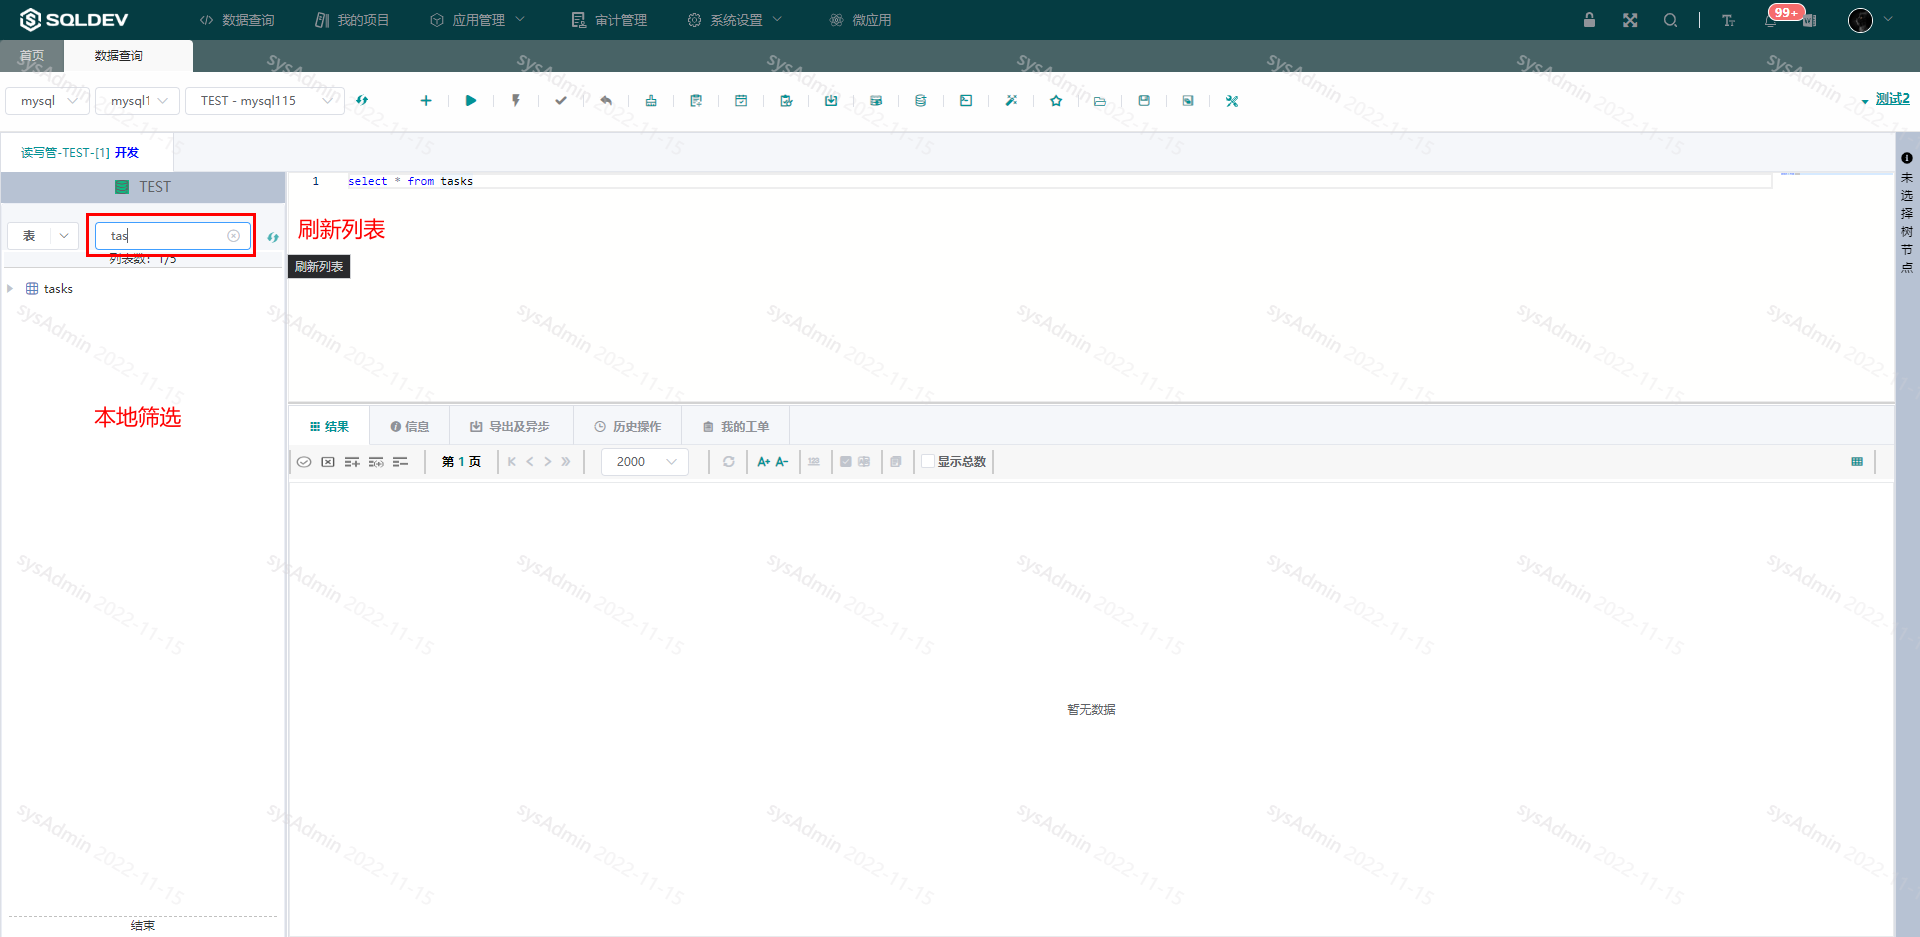 SQLDEV 数据查询 我的项目 应用管理 审计管理 系统设置 微应用 99+
首页 数据查询
mysql mysql1 TEST - mysql115 测试2
读写管-TEST-[1] 开发
TEST
表 tas
列表数：1/5
tasks
本地筛选
结束
1 select * from tasks
刷新列表
刷新列表
结果 信息 导出及异步 历史操作 我的工单
第 1 页 2000 A+ A- 123 显示总数
暂无数据
未选择树节点
sysAdmin 2022-11-15